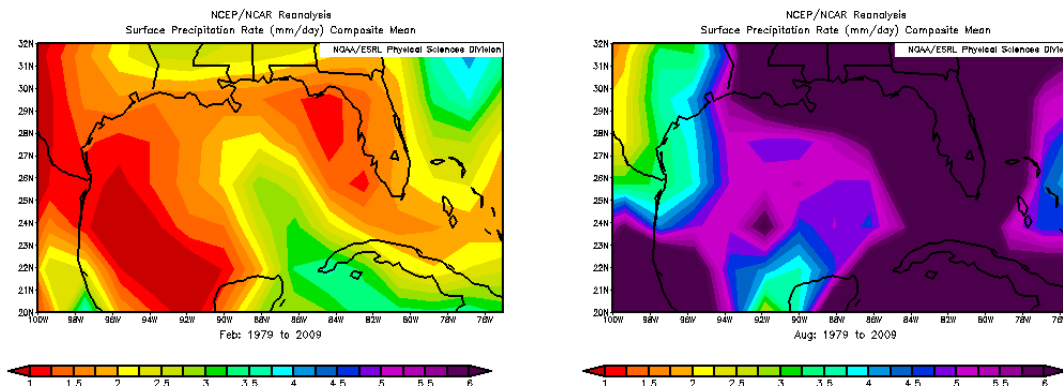 NCEP/NCAR Reanalysis
Surface Precipitation Rate (mm/day) Composite Mean
NOAA/ESRL Physical Sciences Division
32N
31N
30N
29N
28N
27N
26N
25N
24N
23N
22N
21N
20N
100W 98W 96W 94W 92W 90W 88W 86W 84W 82W 80W 78W 76W
Feb: 1979 to 2009
1 1.5 2 2.5 3 3.5 4 4.5 5 5.5 6
NCEP/NCAR Reanalysis
Surface Precipitation Rate (mm/day) Composite Mean
NOAA/ESRL Physical Sciences Divisi
32N
31N
30N
29N
28N
27N
26N
25N
24N
23N
22N
21N
20N
100W 98W 96W 94W 92W 90W 88W 86W 84W 82W 80W 78W 76W
Aug: 1979 to 2009
1 1.5 2 2.5 3 3.5 4 4.5 5 5.5 6